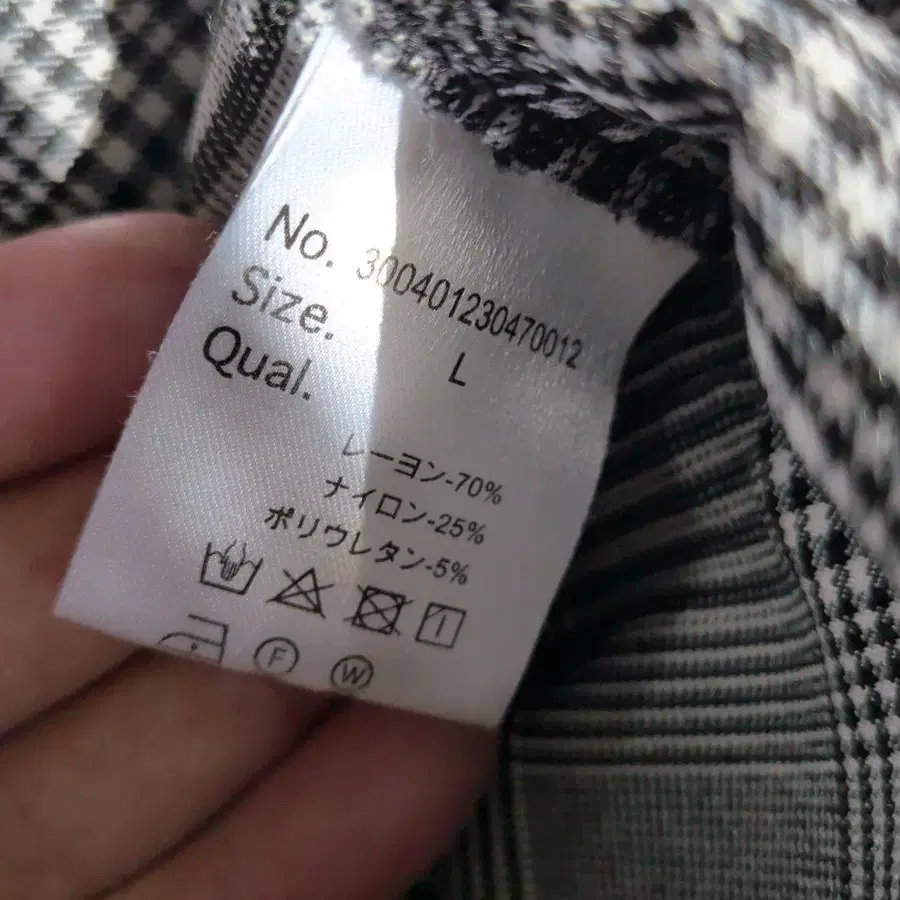 No. 300401230470012
Size. L
Qual.
レーヨン-70%
ナイロン-25%
ポリウレタン-5%
F W